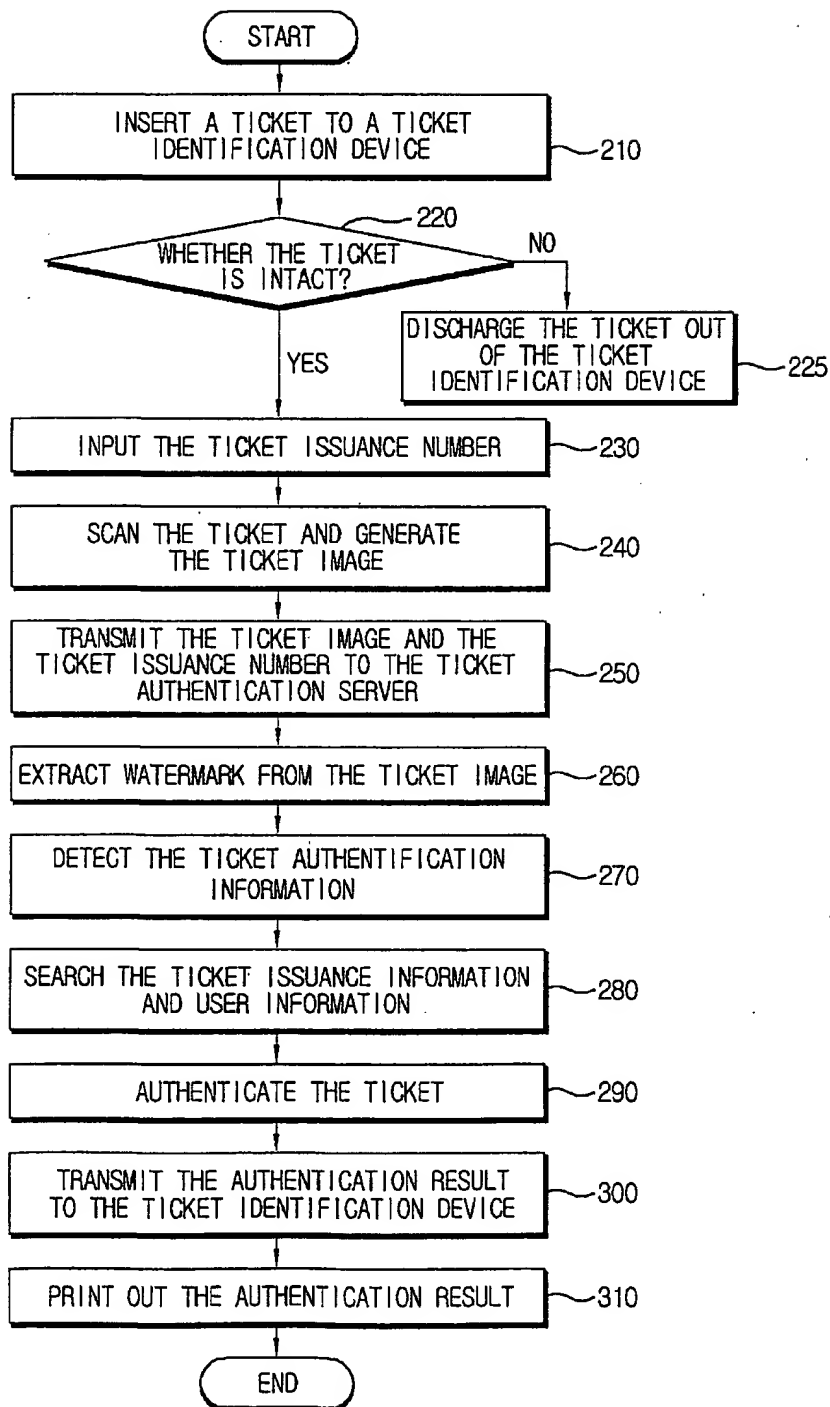 START
INSERT A TICKET TO A TICKET
IDENTIFICATION DEVICE
210
220
WHETHER THE TICKET
IS INTACT?
NO
DISCHARGE THE TICKET OUT
OF THE TICKET
IDENTIFICATION DEVICE
225
YES
INPUT THE TICKET ISSUANCE NUMBER
230
SCAN THE TICKET AND GENERATE
THE TICKET IMAGE
240
TRANSMIT THE TICKET IMAGE AND THE
TICKET ISSUANCE NUMBER TO THE TICKET
AUTHENTICATION SERVER
250
EXTRACT WATERMARK FROM THE TICKET IMAGE
260
DETECT THE TICKET AUTHENTIFICATION
INFORMATION
270
SEARCH THE TICKET ISSUANCE INFORMATION
AND USER INFORMATION
280
AUTHENTICATE THE TICKET
290
TRANSMIT THE AUTHENTICATION RESULT
TO THE TICKET IDENTIFICATION DEVICE
300
PRINT OUT THE AUTHENTICATION RESULT
310
END